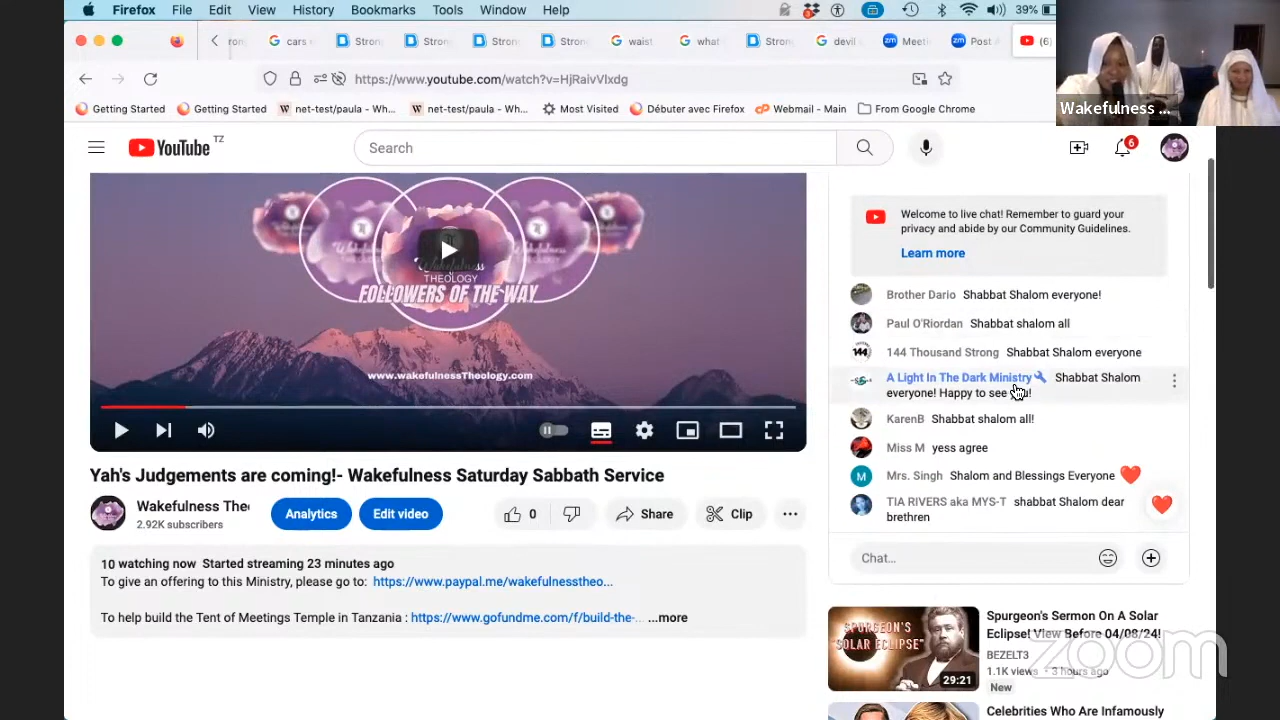 Firefox File Edit View History Bookmarks Tools Window Help 39%
cars Strong Strong Strong waist what Strong devil Meeti Post A (6)
https://www.youtube.com/watch?v=HjRaivVIxdg
Wakefulness ...
Getting Started Getting Started net-test/paula - Wh... net-test/paula - Wh... Most Visited Débuter avec Firefox Webmail - Main From Google Chrome
YouTube TZ
Search
6
THEOLOGY
FOLLOWERS OF THE WAY
www.wakefulnessTheology.com
Yah's Judgements are coming!- Wakefulness Saturday Sabbath Service
Wakefulness The
2.92K subscribers
Analytics Edit video 0 Share Clip
10 watching now Started streaming 23 minutes ago
To give an offering to this Ministry, please go to: https://www.paypal.me/wakefulnesstheo...
To help build the Tent of Meetings Temple in Tanzania : https://www.gofundme.com/f/build-the-... ...more
Welcome to live chat! Remember to guard your
privacy and abide by our Community Guidelines.
Learn more
Brother Dario Shabbat Shalom everyone!
Paul O'Riordan Shabbat shalom all
144 144 Thousand Strong Shabbat Shalom everyone
A Light In The Dark Ministry Shabbat Shalom
everyone! Happy to see you!
KarenB Shabbat shalom all!
Miss M yess agree
M Mrs. Singh Shalom and Blessings Everyone
TIA RIVERS aka MYS-T shabbat Shalom dear
brethren
Chat...
SPURGEON'S
"SOLAR ECLIPSE"
29:21
Spurgeon's Sermon On A Solar
Eclipse! View Before 04/08/24!
BEZELT3
1.1K views • 3 hours ago
New
Celebrities Who Are Infamously
zoom